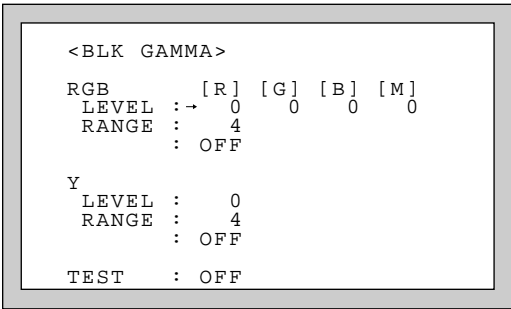 <BLK GAMMA>
RGB [R] [G] [B] [M]
LEVEL :→ 0 0 0 0
RANGE : 4
: OFF
Y
LEVEL : 0
RANGE : 4
: OFF
TEST : OFF